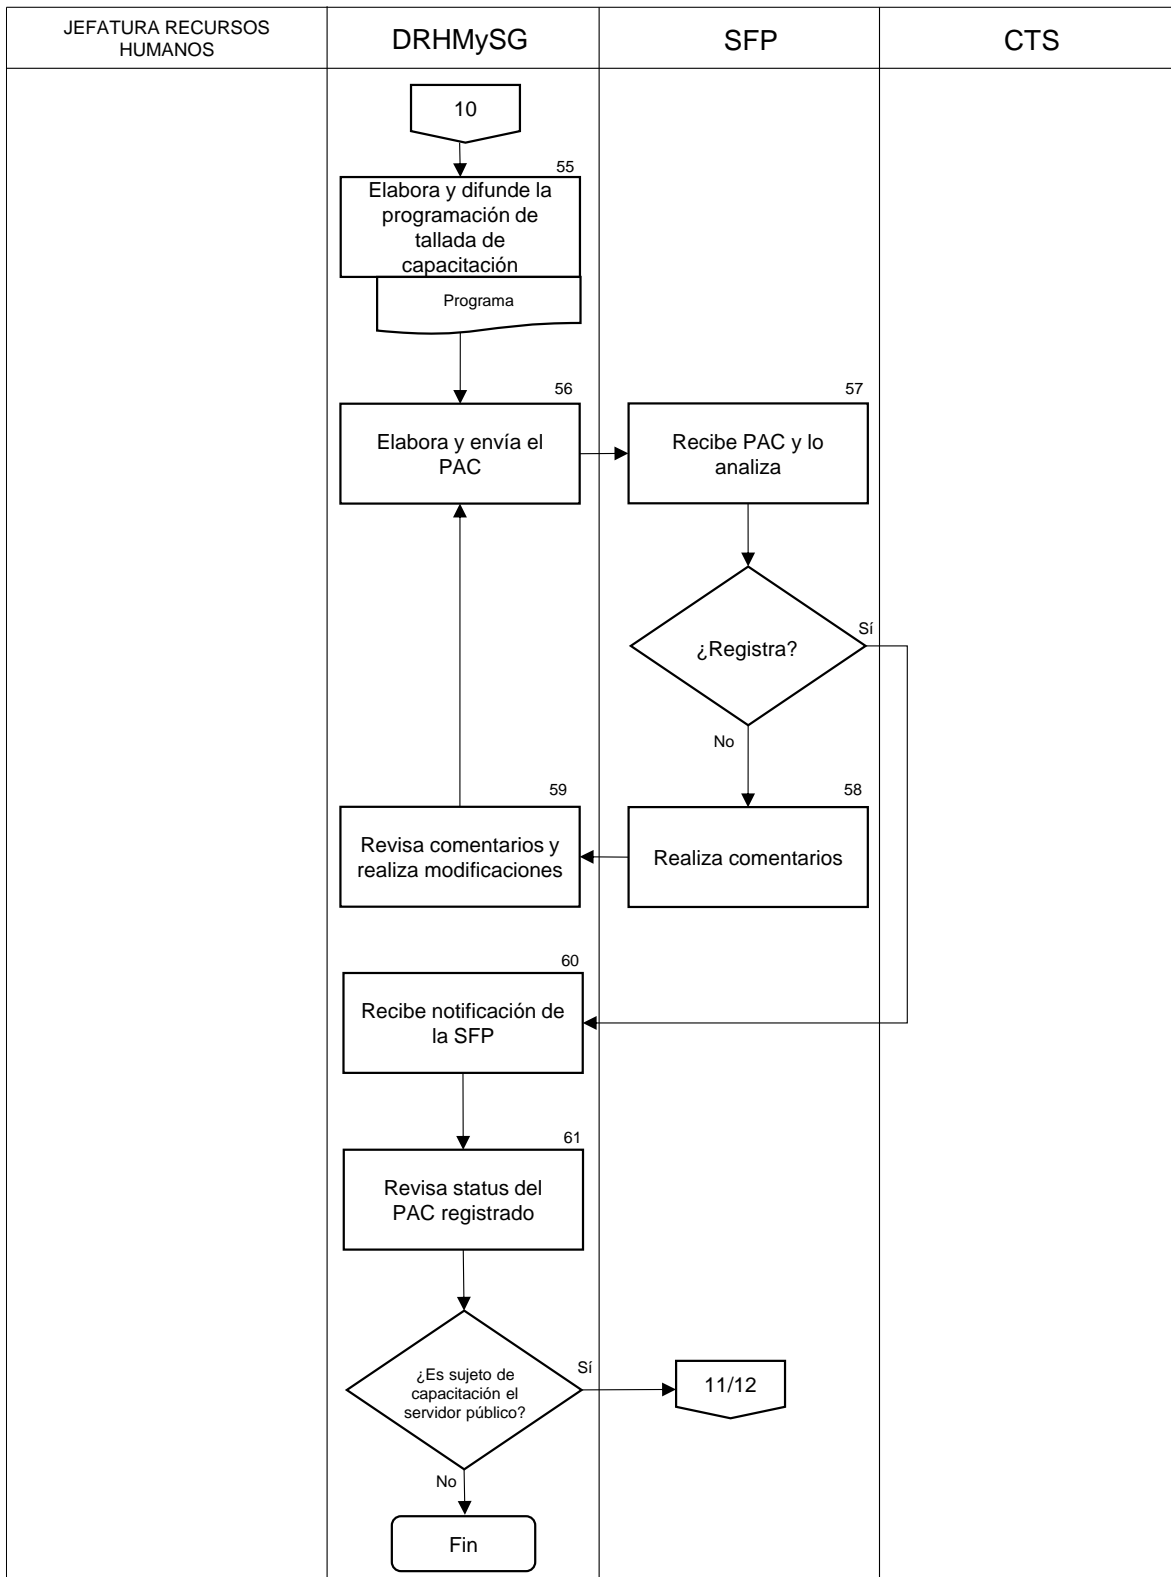 JEFATURA RECURSOS
HUMANOS
DRHMySG
SFP
CTS
10
55
Elabora y difunde la
programación de
tallada de
capacitación
Programa
56
Elabora y envía el
PAC
57
Recibe PAC y lo
analiza
¿Registra?
Sí
No
59
Revisa comentarios y
realiza modificaciones
58
Realiza comentarios
60
Recibe notificación de
la SFP
61
Revisa status del
PAC registrado
¿Es sujeto de
capacitación el
servidor público?
Sí
11/12
No
Fin